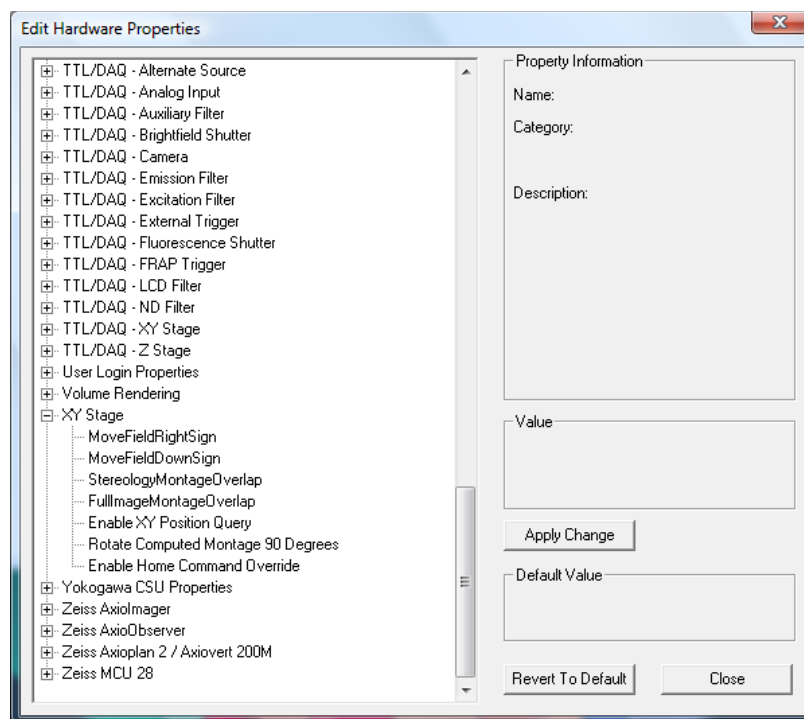 Edit Hardware Properties
TTL/DAQ - Alternate Source
TTL/DAQ - Analog Input
TTL/DAQ - Auxiliary Filter
TTL/DAQ - Brightfield Shutter
TTL/DAQ - Camera
TTL/DAQ - Emission Filter
TTL/DAQ - Excitation Filter
TTL/DAQ - External Trigger
TTL/DAQ - Fluorescence Shutter
TTL/DAQ - FRAP Trigger
TTL/DAQ - LCD Filter
TTL/DAQ - ND Filter
TTL/DAQ - XY Stage
TTL/DAQ - Z Stage
User Login Properties
Volume Rendering
XY Stage
MoveFieldRightSign
MoveFieldDownSign
StereologyMontageOverlap
FullImageMontageOverlap
Enable XY Position Query
Rotate Computed Montage 90 Degrees
Enable Home Command Override
Yokogawa CSU Properties
Zeiss AxioImager
Zeiss AxioObserver
Zeiss Axioplan 2 / Axiovert 200M
Zeiss MCU 28
Property Information
Name:
Category:
Description:
Value
Apply Change
Default Value
Revert To Default
Close